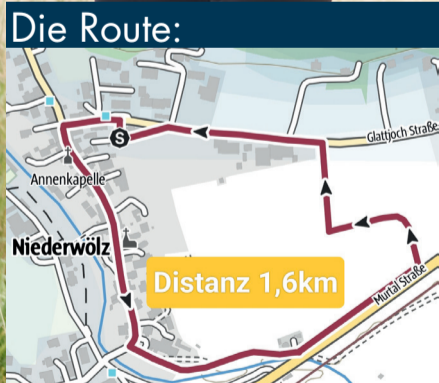 Die Route:
S
Glattjoch Straße
Annenkapelle
Niederwölz
Distanz 1,6km
Murtal Straße